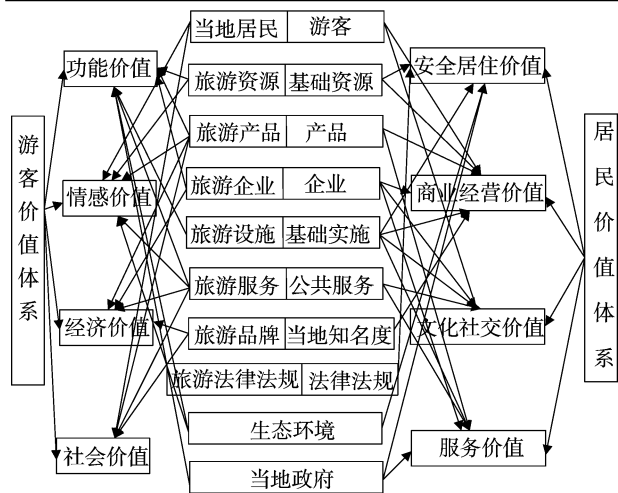 游客价值体系
功能价值
情感价值
经济价值
社会价值
当地居民 游客
旅游资源 基础资源
旅游产品 产品
旅游企业 企业
旅游设施 基础实施
旅游服务 公共服务
旅游品牌 当地知名度
旅游法律法规 法律法规
生态环境
当地政府
安全居住价值
商业经营价值
文化社交价值
服务价值
居民价值体系